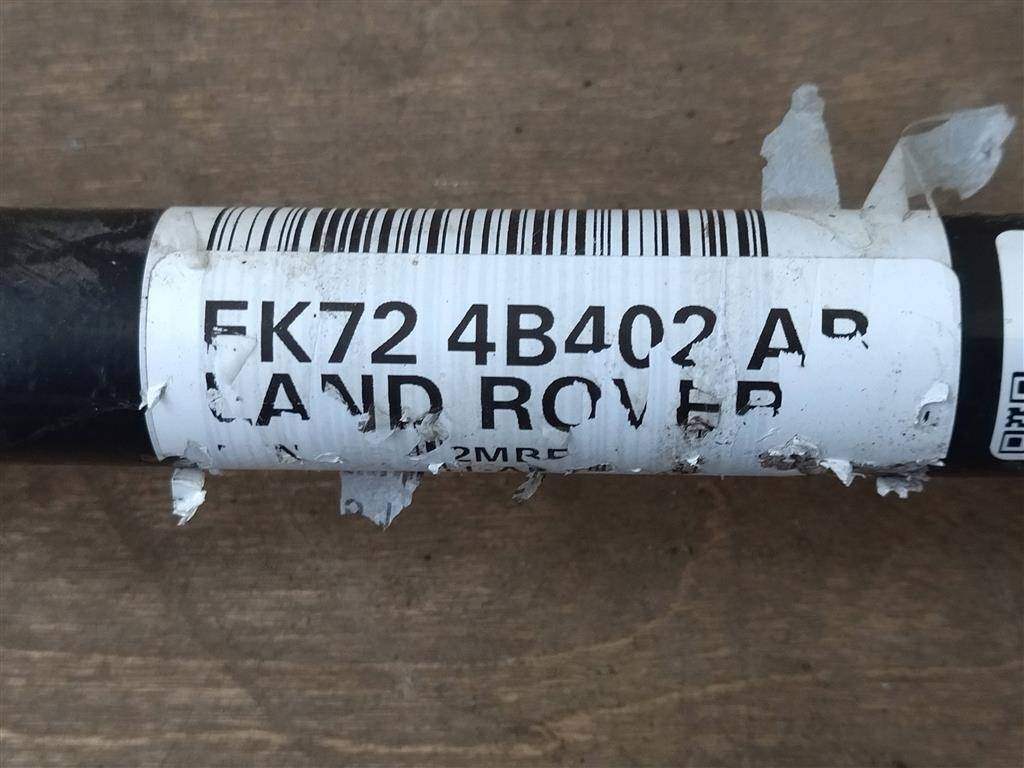 FK72 4B402 AB
LAND ROVER